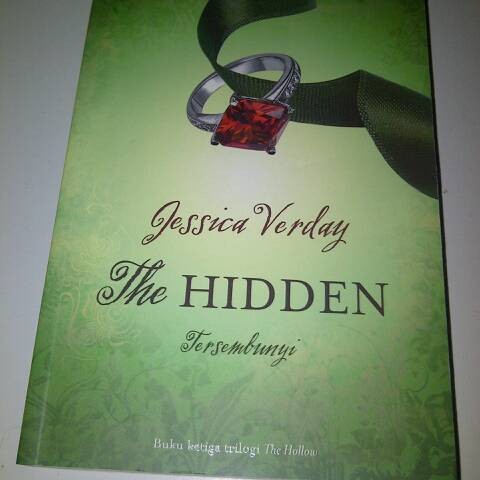 Jessica Verday
The HIDDEN
Tersembunyi
Buku ketiga trilogi The Hollow